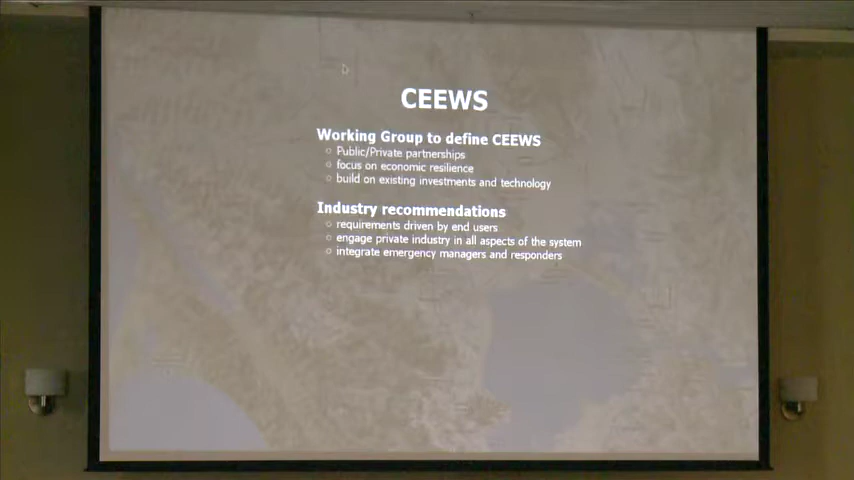 CEEWS
Working Group to define CEEWS
○ Public/Private partnerships
○ focus on economic resilience
○ build on existing investments and technology
Industry recommendations
○ requirements driven by end users
○ engage private industry in all aspects of the system
○ integrate emergency managers and responders